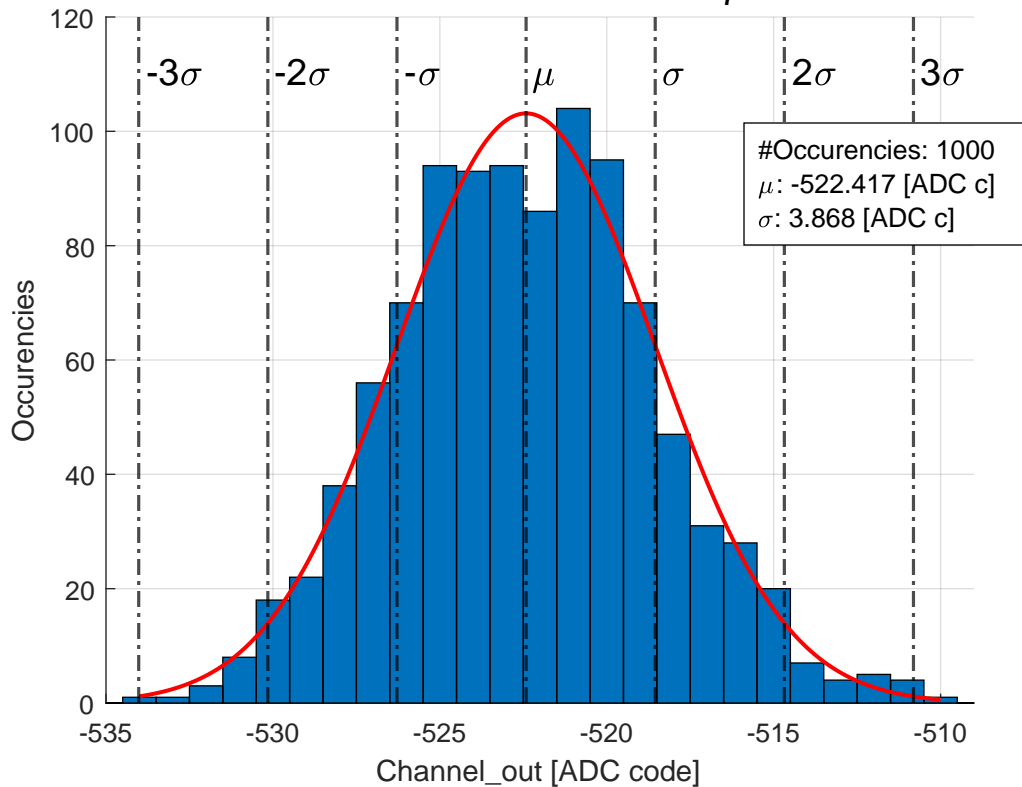 120
-3σ -2σ -σ μ σ 2σ 3σ
100
#Occurencies: 1000
μ: -522.417 [ADC c]
σ: 3.868 [ADC c]
80
60
40
20
0
Occurencies
-535 -530 -525 -520 -515 -510
Channel_out [ADC code]